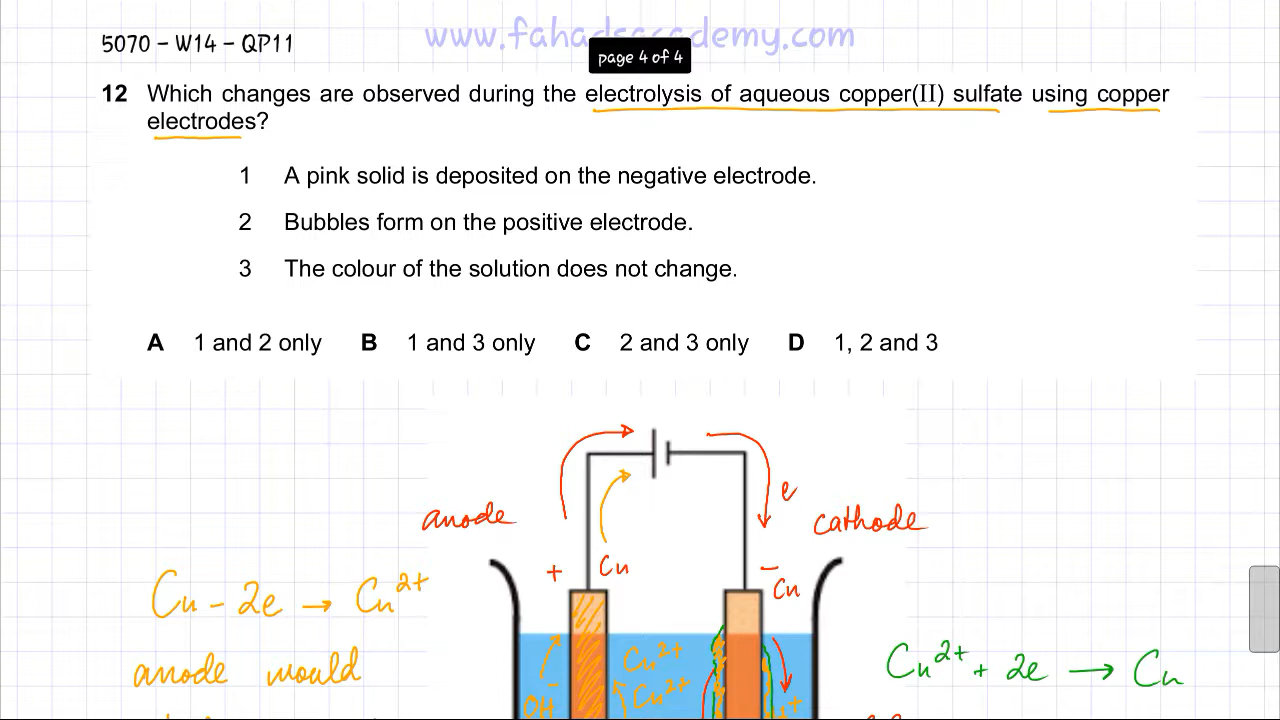 www.fahadsacademy.com
5070 – W14 – QP11
page 4 of 4
12 Which changes are observed during the electrolysis of aqueous copper(II) sulfate using copper
electrodes?
1 A pink solid is deposited on the negative electrode.
2 Bubbles form on the positive electrode.
3 The colour of the solution does not change.
A 1 and 2 only B 1 and 3 only C 2 and 3 only D 1, 2 and 3
e
anode cathode
+ Cu – Cu
Cu – 2e → Cu²⁺
Cu²⁺ + 2e → Cu
anode would
Cu²⁺
Cu²⁺
OH⁻